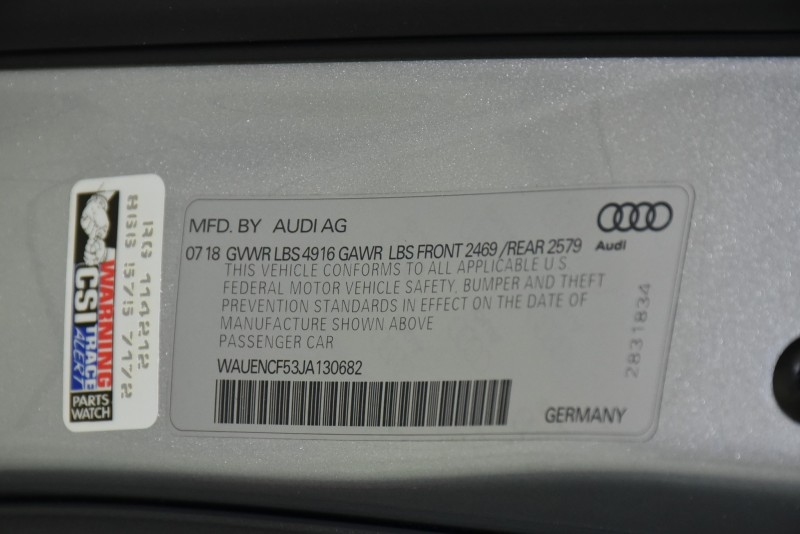 MFD. BY AUDI AG
Audi
07 18 GVWR LBS 4916 GAWR LBS FRONT 2469 /REAR 2579
THIS VEHICLE CONFORMS TO ALL APPLICABLE U S
FEDERAL MOTOR VEHICLE SAFETY, BUMPER AND THEFT
PREVENTION STANDARDS IN EFFECT ON THE DATE OF
MANUFACTURE SHOWN ABOVE
PASSENGER CAR
WAUENCF53JA130682
GERMANY
2831834
WARNING
CSI TRACE
ALERT
PARTS
WATCH
RG 114212